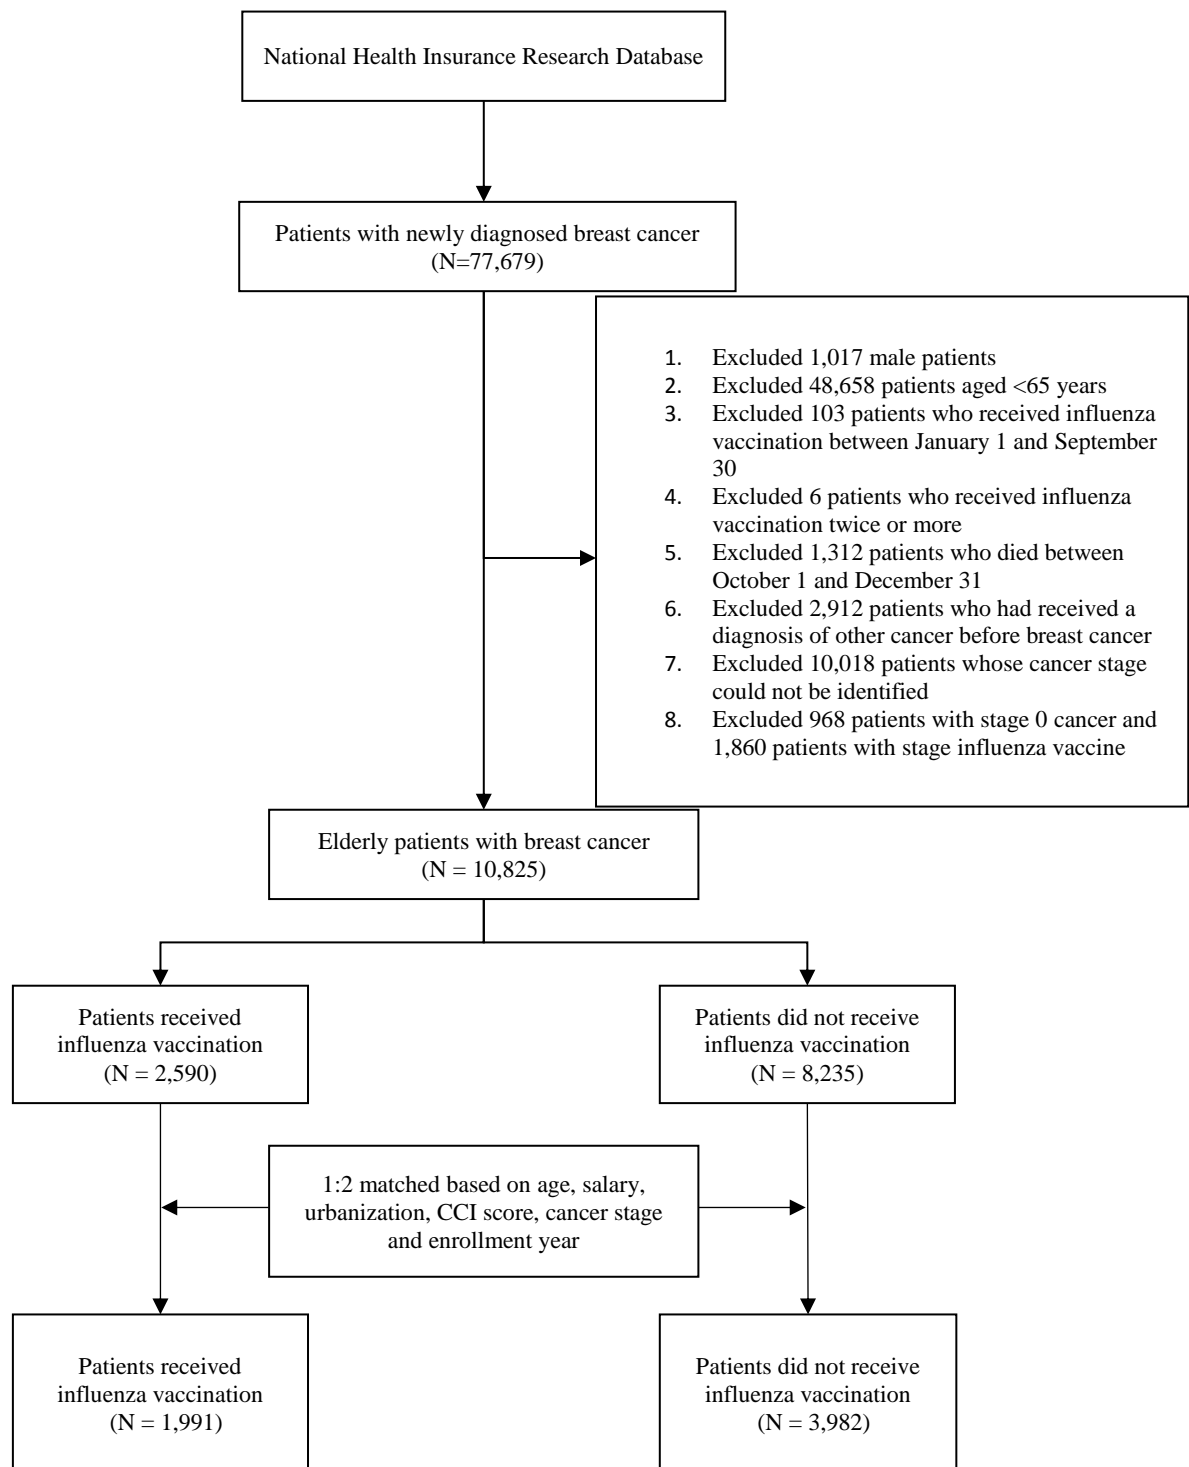 National Health Insurance Research Database
Patients with newly diagnosed breast cancer
(N=77,679)
1. Excluded 1,017 male patients
2. Excluded 48,658 patients aged <65 years
3. Excluded 103 patients who received influenza
vaccination between January 1 and September
30
4. Excluded 6 patients who received influenza
vaccination twice or more
5. Excluded 1,312 patients who died between
October 1 and December 31
6. Excluded 2,912 patients who had received a
diagnosis of other cancer before breast cancer
7. Excluded 10,018 patients whose cancer stage
could not be identified
8. Excluded 968 patients with stage 0 cancer and
1,860 patients with stage influenza vaccine
Elderly patients with breast cancer
(N = 10,825)
Patients received
influenza vaccination
(N = 2,590)
Patients did not receive
influenza vaccination
(N = 8,235)
1:2 matched based on age, salary,
urbanization, CCI score, cancer stage
and enrollment year
Patients received
influenza vaccination
(N = 1,991)
Patients did not receive
influenza vaccination
(N = 3,982)